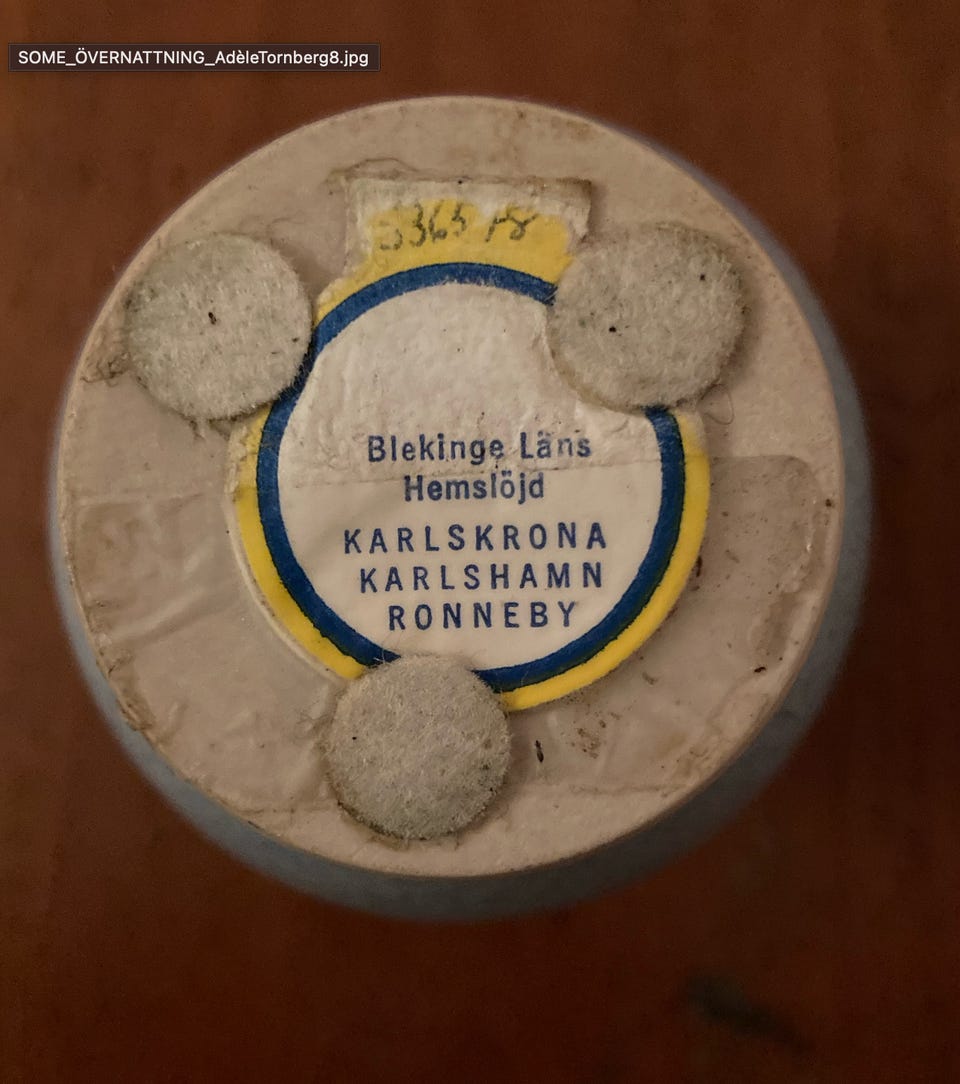 SOME_ÖVERNATTNING_AdèleTornberg8.jpg
Blekinge Läns
Hemslöjd
KARLSKRONA
KARLSHAMN
RONNEBY